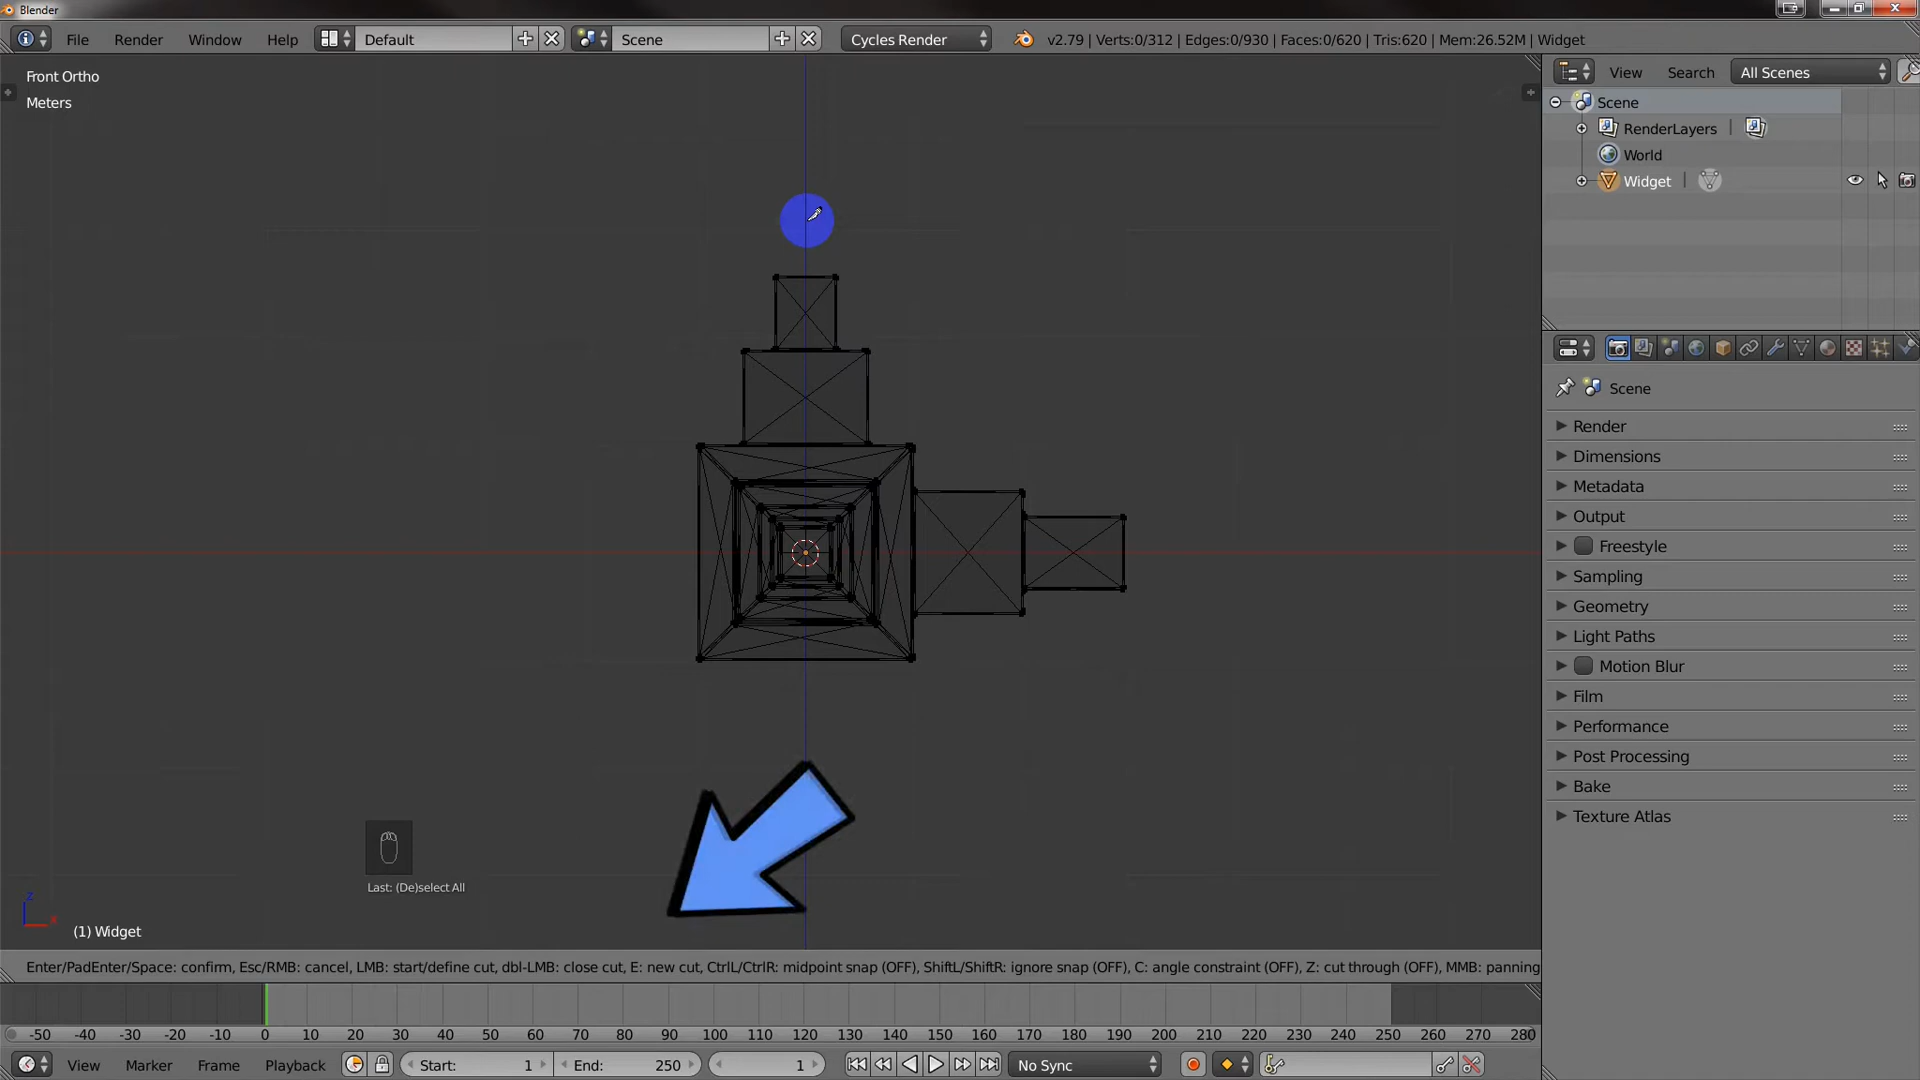 Blender
File Render Window Help Default Scene Cycles Render v2.79 | Verts:0/312 | Edges:0/930 | Faces:0/620 | Tris:620 | Mem:26.52M | Widget
Front Ortho
Meters
View Search All Scenes
Scene
RenderLayers
World
Widget
Scene
Render
Dimensions
Metadata
Output
Freestyle
Sampling
Geometry
Light Paths
Motion Blur
Film
Performance
Post Processing
Bake
Texture Atlas
Last: (De)select All
z
x
(1) Widget
Enter/PadEnter/Space: confirm, Esc/RMB: cancel, LMB: start/define cut, dbl-LMB: close cut, E: new cut, CtrlL/CtrlR: midpoint snap (OFF), ShiftL/ShiftR: ignore snap (OFF), C: angle constraint (OFF), Z: cut through (OFF), MMB: panning
-50 -40 -30 -20 -10 0 10 20 30 40 50 60 70 80 90 100 110 120 130 140 150 160 170 180 190 200 210 220 230 240 250 260 270 280
View Marker Frame Playback Start: 1 End: 250 1 No Sync